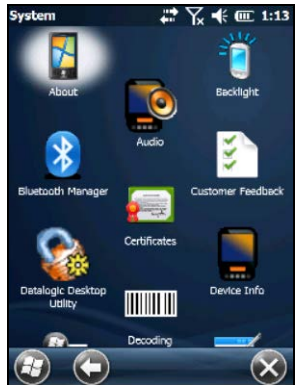 System 1:13
About
Backlight
Audio
Bluetooth Manager
Customer Feedback
Certificates
Datalogic Desktop
Utility
Device Info
Decoding